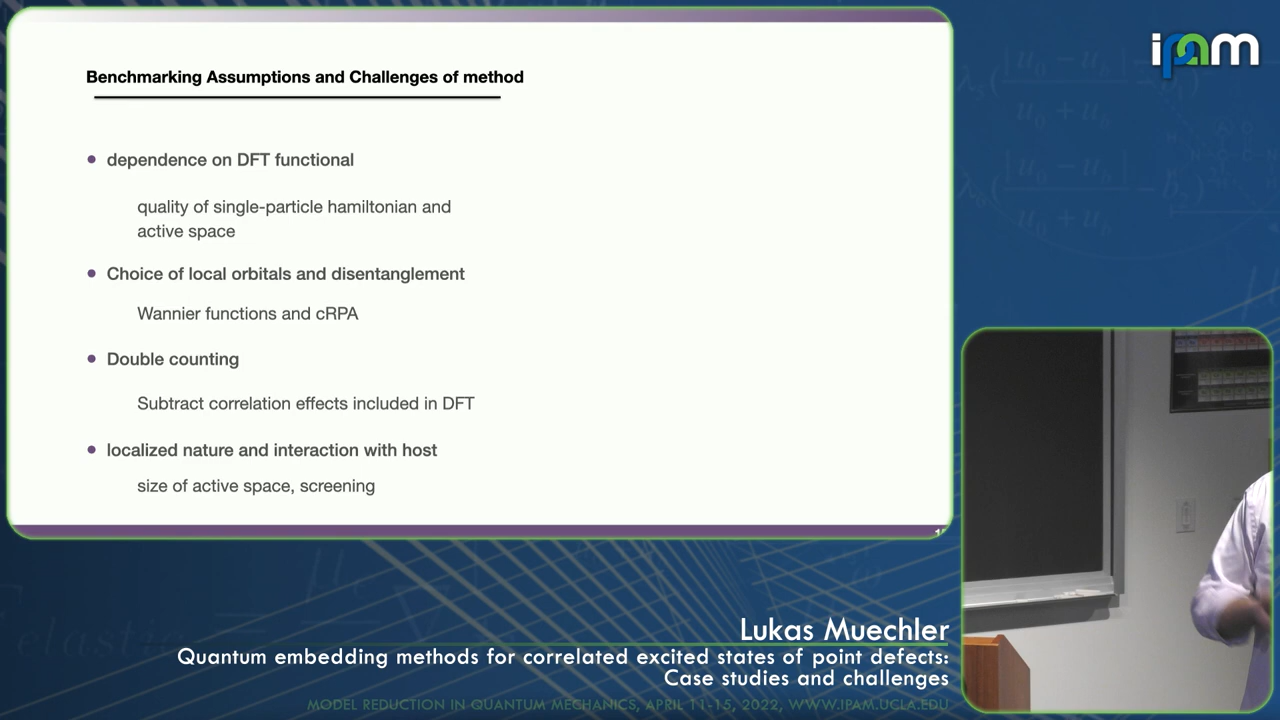 ipam
Benchmarking Assumptions and Challenges of method
dependence on DFT functional
quality of single-particle hamiltonian and
active space
Choice of local orbitals and disentanglement
Wannier functions and cRPA
Double counting
Subtract correlation effects included in DFT
localized nature and interaction with host
size of active space, screening
Lukas Muechler
Quantum embedding methods for correlated excited states of point defects:
Case studies and challenges
MODEL REDUCTION IN QUANTUM MECHANICS, APRIL 11-15, 2022, WWW.IPAM.UCLA.EDU